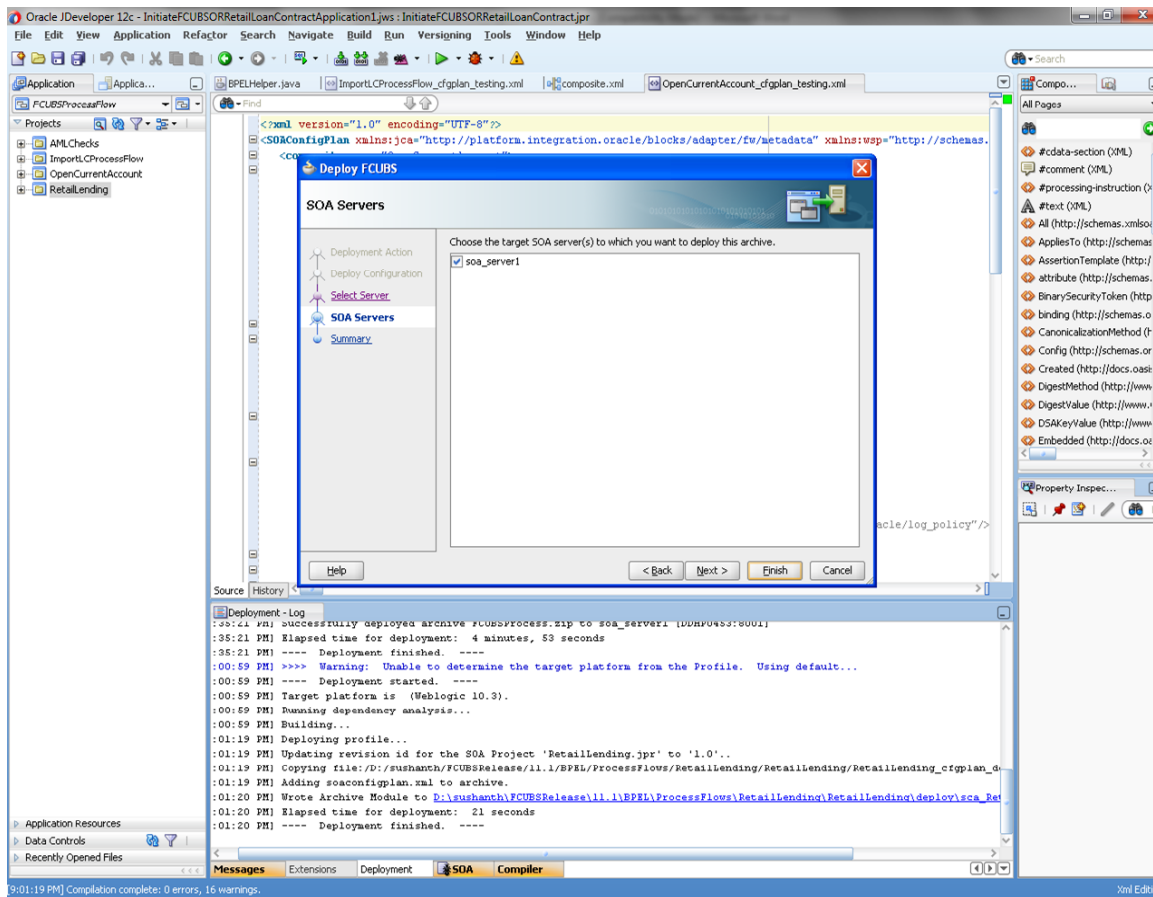 Oracle JDeveloper 12c - InitiateFCUBSORRetailLoanContractApplication1.jws : InitiateFCUBSORRetailLoanContract.jpr
File Edit View Application Refactor Search Navigate Build Run Versigning Tools Window Help
Search
Application Applica...
BPELHelper.java ImportLCProcessFlow_cfgplan_testing.xml composite.xml OpenCurrentAccount_cfgplan_testing.xml
Compo...
FCUBSProcessFlow
Find
All Pages
Projects
AMLChecks
ImportLCProcessFlow
OpenCurrentAccount
RetailLending
<?xml version="1.0" encoding="UTF-8"?>
<SOAConfigPlan xmlns:jca="http://platform.integration.oracle/blocks/adapter/fw/metadata" xmlns:wsp="http://schemas.
<co
Deploy FCUBS
SOA Servers
Deployment Action
Deploy Configuration
Select Server
SOA Servers
Summary
Choose the target SOA server(s) to which you want to deploy this archive.
soa_server1
Help
< Back
Next >
Finish
Cancel
acle/log_policy"/>
#cdata-section (XML)
#comment (XML)
#processing-instruction (X
#text (XML)
All (http://schemas.xmlsoa
AppliesTo (http://schemas
AssertionTemplate (http:/
attribute (http://schemas.
BinarySecurityToken (http
binding (http://schemas.o
CanonicalizationMethod (h
Config (http://schemas.or
Created (http://docs.oasis
DigestMethod (http://www
DigestValue (http://www.
DSAKeyValue (http://www
Embedded (http://docs.oa
Property Inspec...
Source History
Deployment - Log
:35:21 PM] Successfully deployed archive FCUBSProcess.zip to soa_server1 [DDHP0453:8001]
:35:21 PM] Elapsed time for deployment: 4 minutes, 53 seconds
:35:21 PM] ---- Deployment finished. ----
:00:59 PM] >>>> Warning: Unable to determine the target platform from the Profile. Using default...
:00:59 PM] ---- Deployment started. ----
:00:59 PM] Target platform is (Weblogic 10.3).
:00:59 PM] Running dependency analysis...
:00:59 PM] Building...
:01:19 PM] Deploying profile...
:01:19 PM] Updating revision id for the SOA Project 'RetailLending.jpr' to '1.0'..
:01:19 PM] Copying file:/D:/sushanth/FCUBSRelease/11.1/BPEL/ProcessFlows/RetailLending/RetailLending/RetailLending_cfgplan_d
:01:19 PM] Adding soaconfigplan.xml to archive.
:01:20 PM] Wrote Archive Module to D:\sushanth\FCUBSRelease\11.1\BPEL\ProcessFlows\RetailLending\RetailLending\deploy\sca_Ret
:01:20 PM] Elapsed time for deployment: 21 seconds
:01:20 PM] ---- Deployment finished. ----
Application Resources
Data Controls
Recently Opened Files
Messages Extensions Deployment SOA Compiler
[9:01:19 PM] Compilation complete: 0 errors, 16 warnings.
Xml Editi